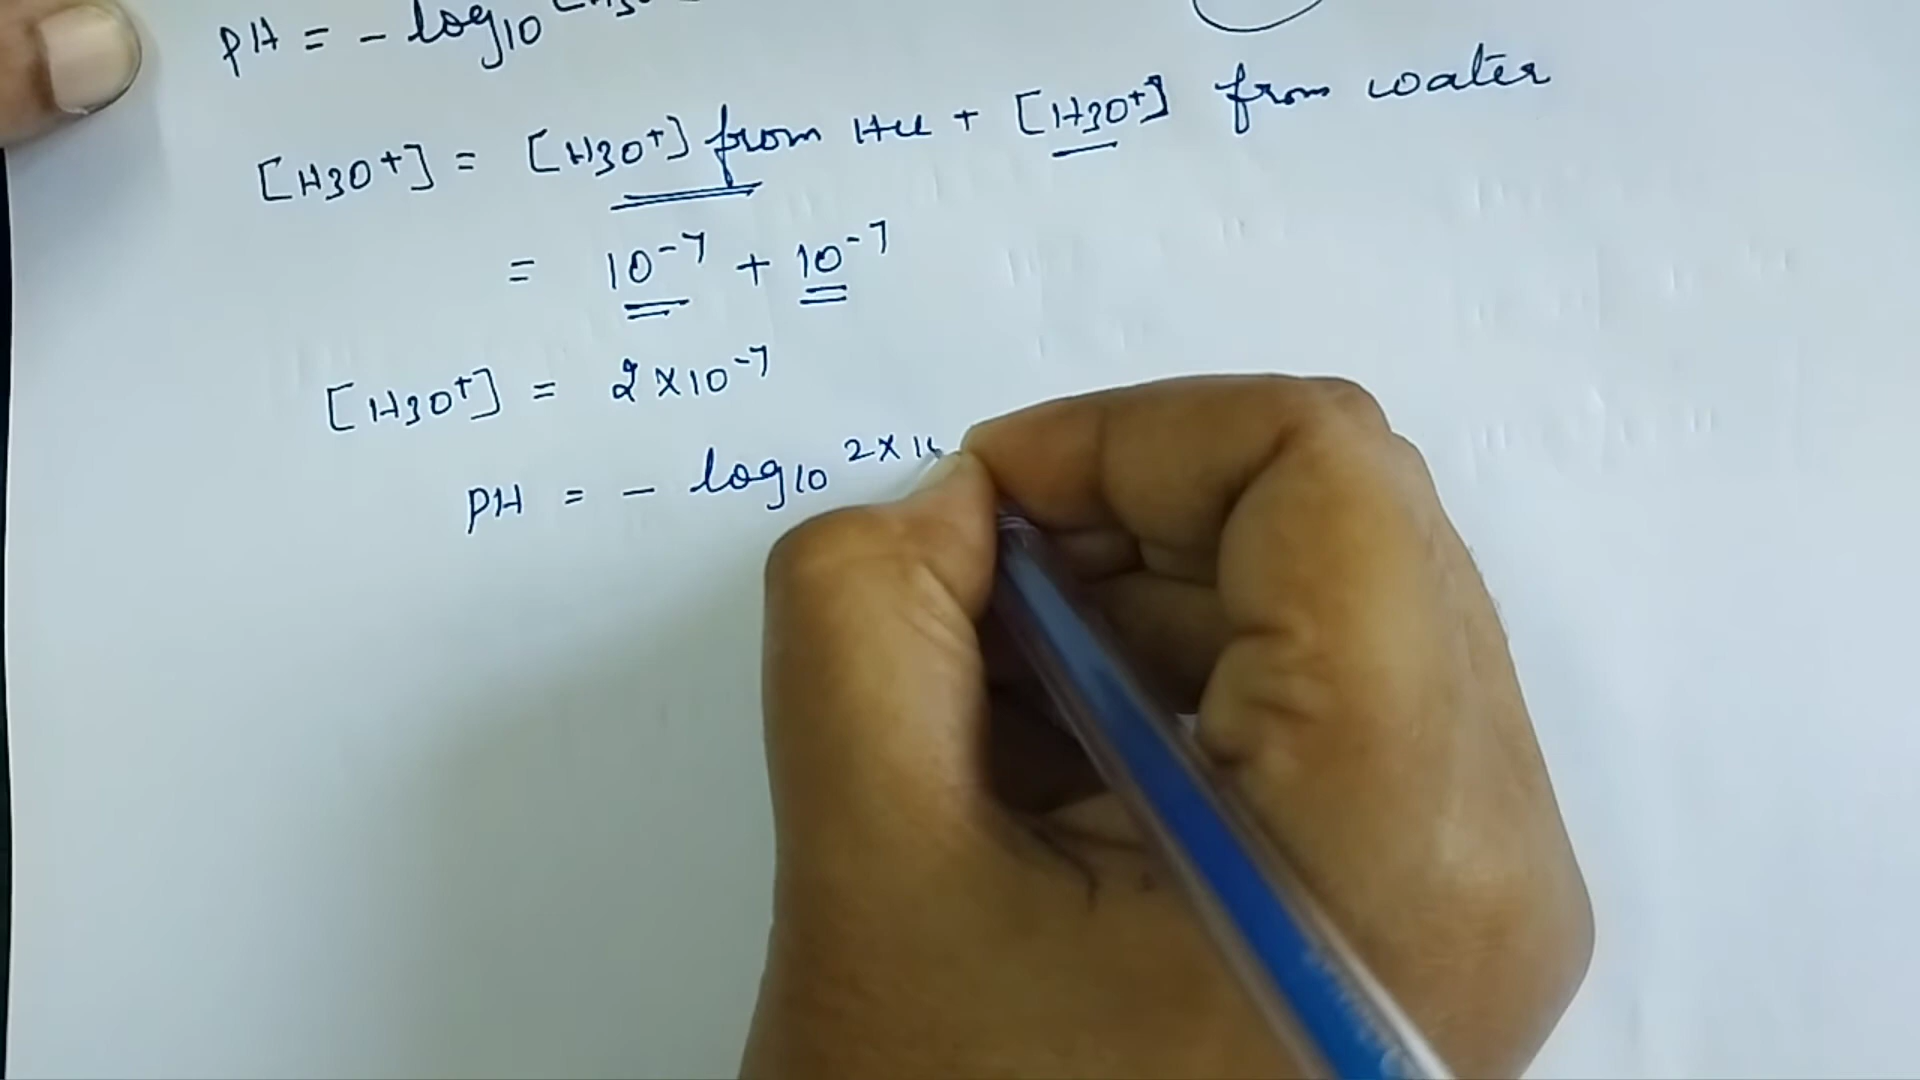 PH = - log10
[H3O+] = [H3O+] from HCl + [H3O+] from water
= 10-7 + 10-7
[H3O+] = 2 × 10-7
PH = - log10 2 × 1